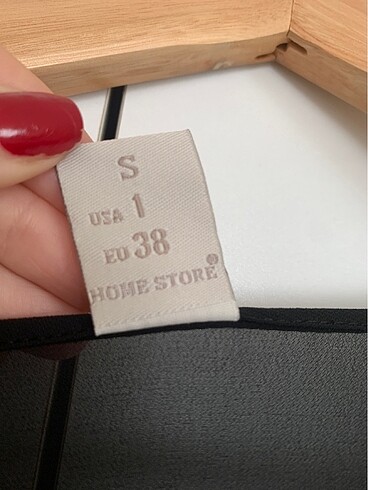 S
USA 1
EU 38
HOME STORE®